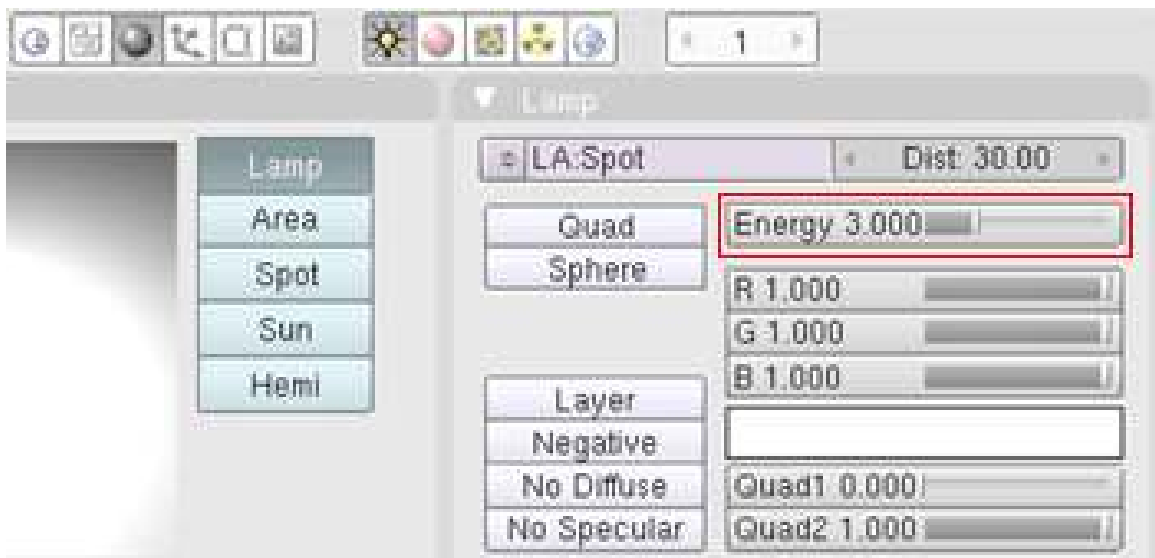 1
Lamp
Lamp
Area
Spot
Sun
Hemi
LA:Spot
Dist: 30.00
Quad
Sphere
Energy 3.000
R 1.000
G 1.000
B 1.000
Layer
Negative
No Diffuse
No Specular
Quad1 0.000
Quad2 1.000